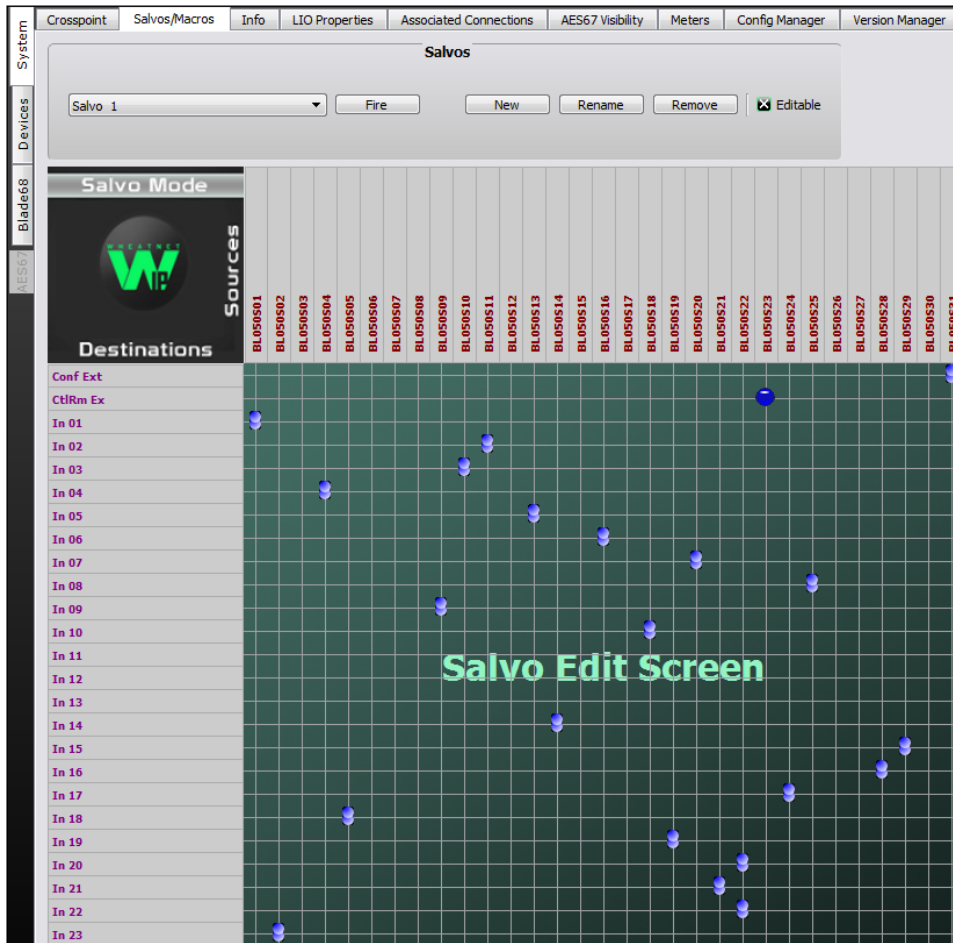 Crosspoint Salvos/Macros Info LIO Properties Associated Connections AES67 Visibility Meters Config Manager Version Manager
System
Devices
Blade68
AES67
Salvos
Salvo 1 Fire New Rename Remove Editable
Salvo Mode
WHEATNET
W IP
Sources
Destinations
BL050S01 BL050S02 BL050S03 BL050S04 BL050S05 BL050S06 BL050S07 BL050S08 BL050S09 BL050S10 BL050S11 BL050S12 BL050S13 BL050S14 BL050S15 BL050S16 BL050S17 BL050S18 BL050S19 BL050S20 BL050S21 BL050S22 BL050S23 BL050S24 BL050S25 BL050S26 BL050S27 BL050S28 BL050S29 BL050S30
Conf Ext
CtlRm Ex
In 01
In 02
In 03
In 04
In 05
In 06
In 07
In 08
In 09
In 10
In 11
Salvo Edit Screen
In 12
In 13
In 14
In 15
In 16
In 17
In 18
In 19
In 20
In 21
In 22
In 23